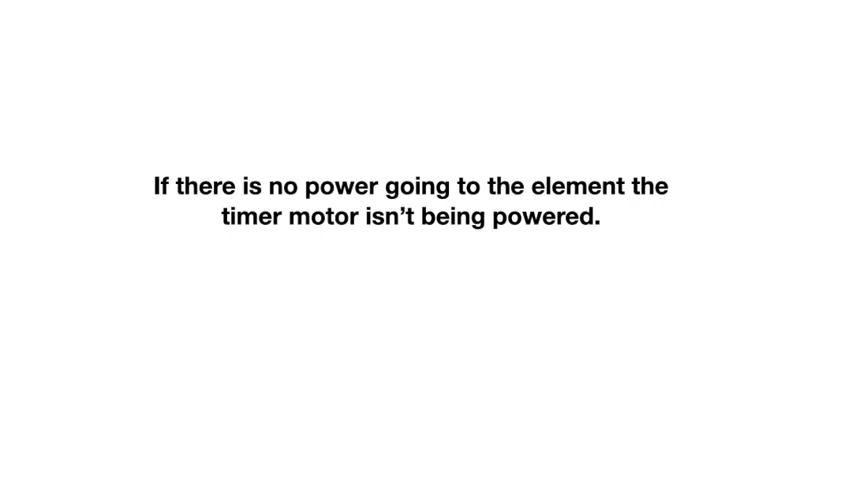 If there is no power going to the element the
timer motor isn’t being powered.